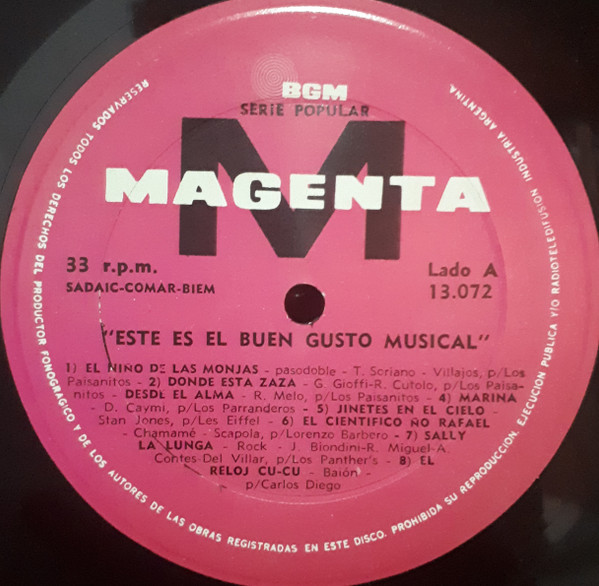 BGM
SERIE POPULAR
M
MAGENTA
33 r.p.m.
SADAIC-COMAR-BIEM
Lado A
13.072
"ESTE ES EL BUEN GUSTO MUSICAL"
1) EL NIÑO DE LAS MONJAS - pasodoble - T. Soriano - Villajos, p/Los
Paisanitos - 2) DONDE ESTA ZAZA - G. Gioffi-R. Cutolo, p/Los Paisa-
nitos - DESDE EL ALMA - R. Melo, p/Los Paisanitos - 4) MARINA -
D. Caymi, p/Los Parranderos - 5) JINETES EN EL CIELO -
Stan Jones, p/Les Eiffel - 6) EL CIENTIFICO ÑO RAFAEL -
Chamamé - Scapola, p/Lorenzo Barbero - 7) SALLY
LA LUNGA - Rock - J. Biondini-R. Miguel-A.
Contes Del Villar, p/Los Panther's - 8) EL
RELOJ CU-CU - Baión -
p/Carlos Diego
RESERVADOS TODOS LOS DERECHOS DEL PRODUCTOR FONOGRAFICO Y DE LOS AUTORES DE LAS OBRAS REGISTRADAS EN ESTE DISCO. PROHIBIDA SU REPRODUCCION, EJECUCION PUBLICA Y/O RADIOTELEDIFUSION INDUSTRIA ARGENTINA